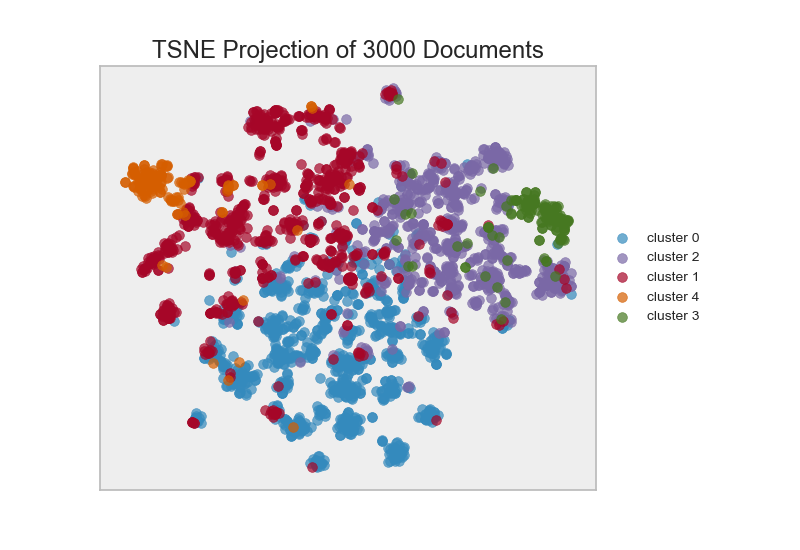 TSNE Projection of 3000 Documents
cluster 0
cluster 2
cluster 1
cluster 4
cluster 3